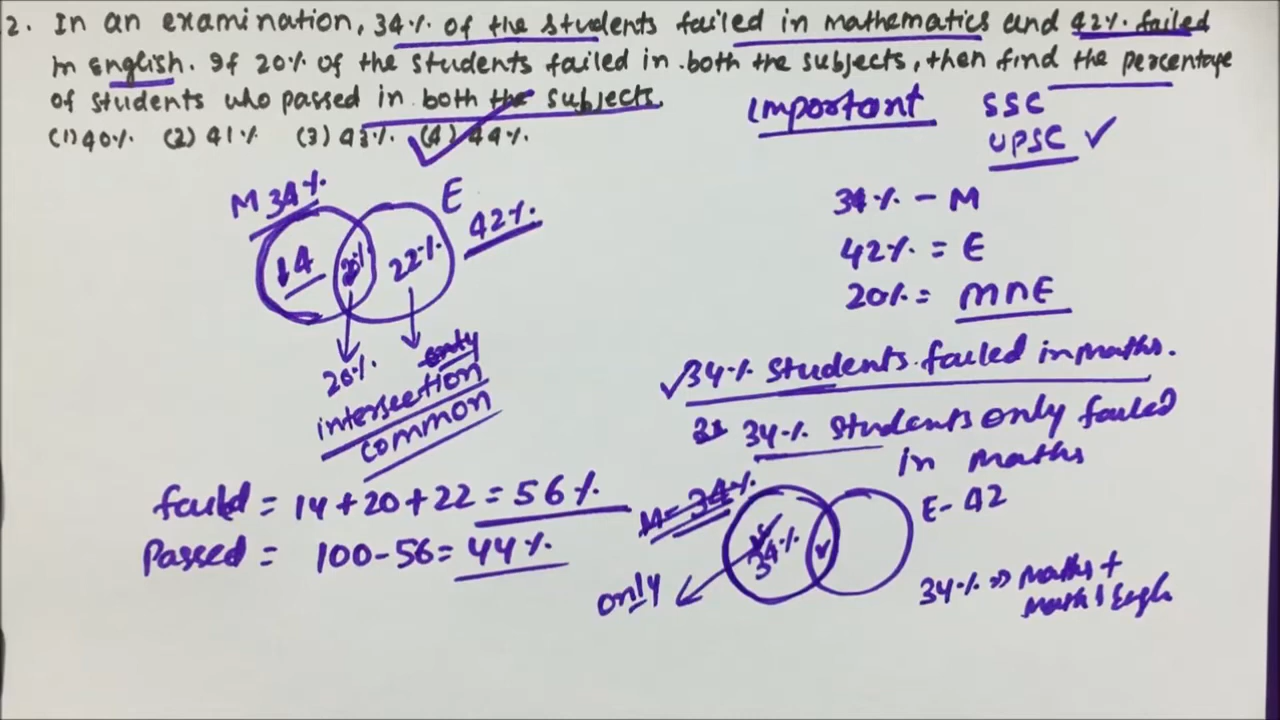 2. In an examination, 34% of the students failed in mathematics and 42% failed
in english. If 20% of the students failed in both the subjects, then find the percentage
of students who passed in both the subjects.
(1) 40% (2) 41% (3) 43% (4) 44%
Important SSC
UPSC ✓
M 34% E
42%
14 20% 22%
20% only
intersection
common
34% - M
42% = E
20% = M∩E
✓34% students failed in maths.
34% students only failed
in maths
failed = 14+20+22 = 56%
Passed = 100-56= 44%
M= 34%
E- 42
34%
only
34% => maths +